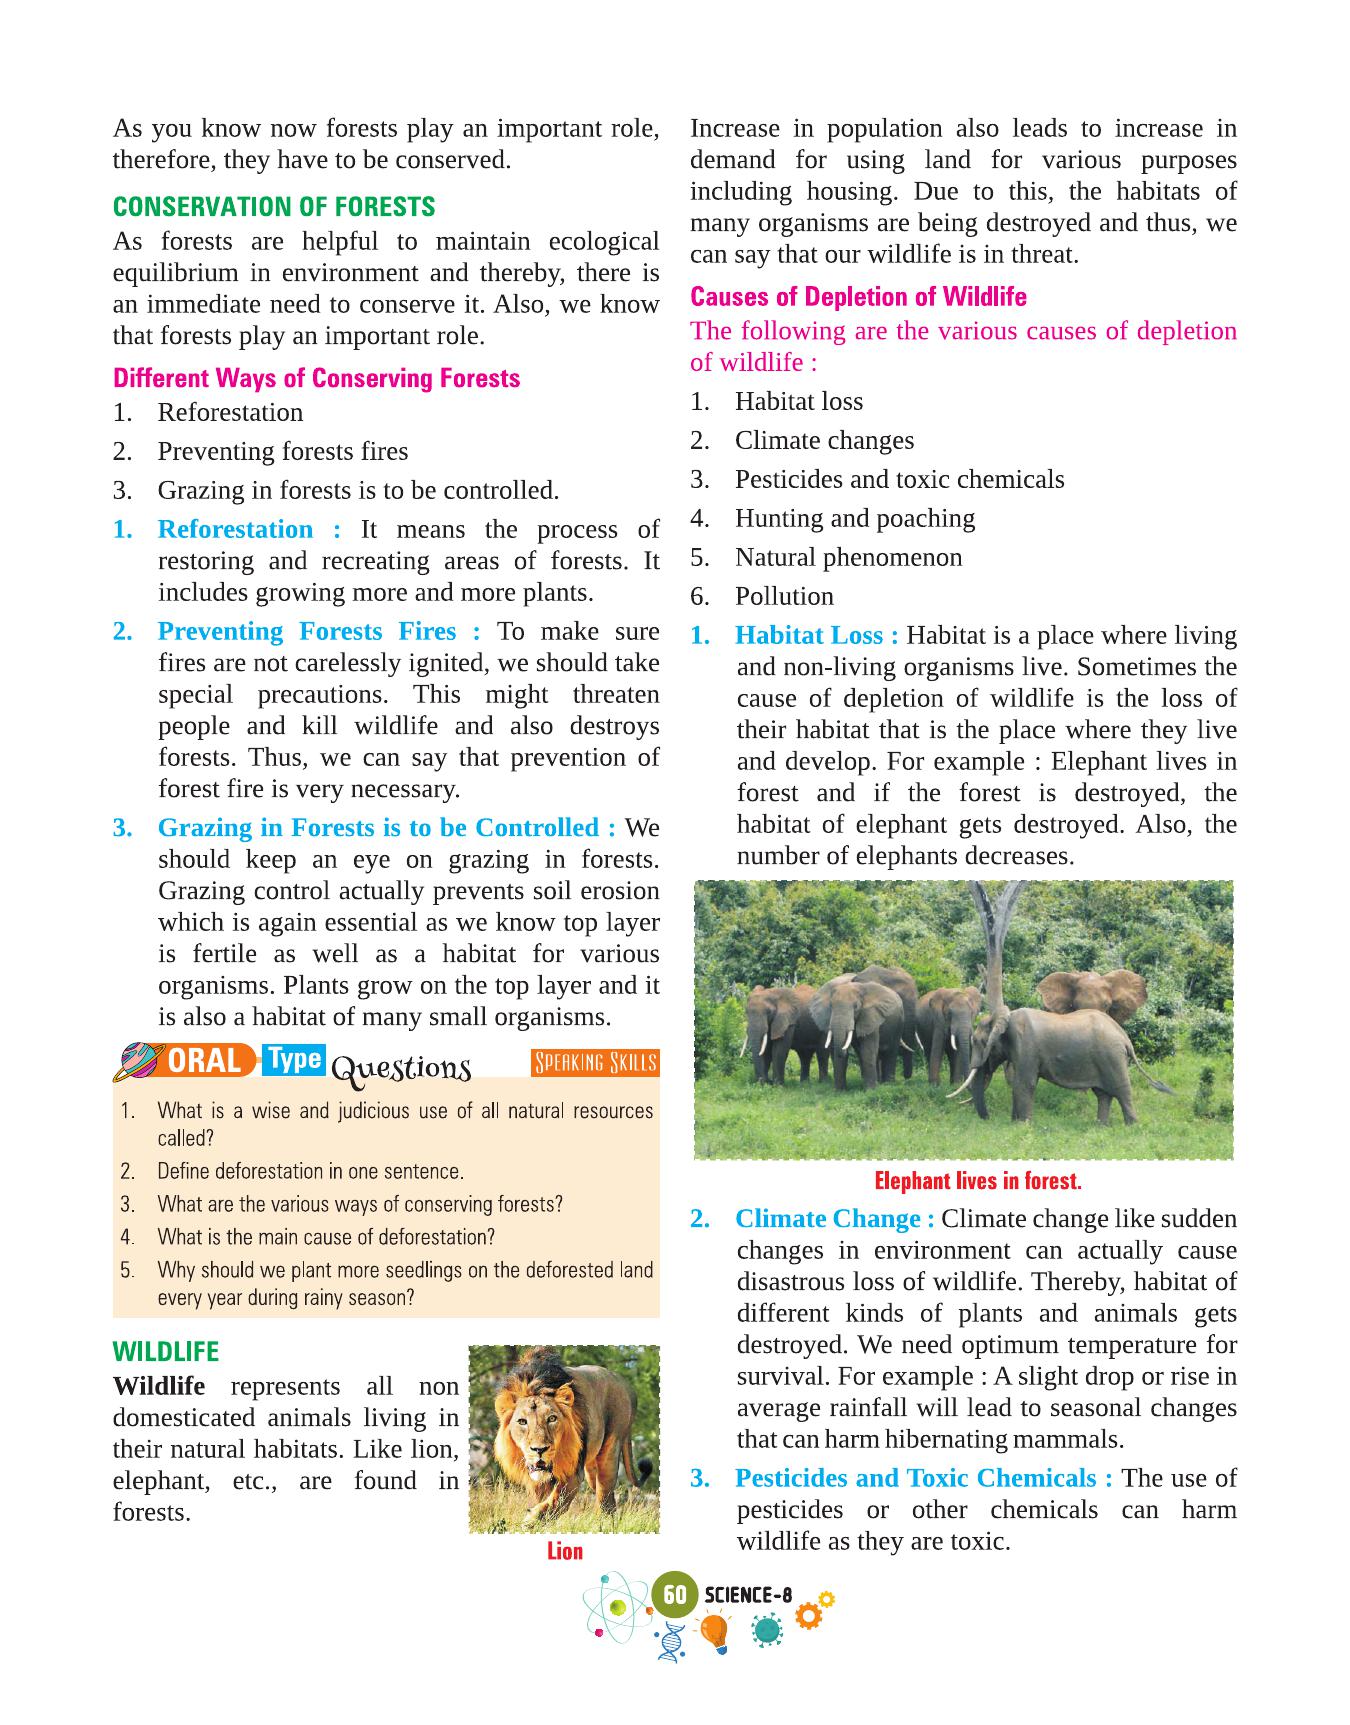 As you know now forests play an important role,
therefore, they have to be conserved.
CONSERVATION OF FORESTS
As forests are helpful to maintain ecological
equilibrium in environment and thereby, there is
an immediate need to conserve it. Also, we know
that forests play an important role.
Different Ways of Conserving Forests
1. Reforestation
2. Preventing forests fires
3. Grazing in forests is to be controlled.
1. Reforestation : It means the process of
restoring and recreating areas of forests. It
includes growing more and more plants.
2. Preventing Forests Fires : To make sure
fires are not carelessly ignited, we should take
special precautions. This might threaten
people and kill wildlife and also destroys
forests. Thus, we can say that prevention of
forest fire is very necessary.
3. Grazing in Forests is to be Controlled : We
should keep an eye on grazing in forests.
Grazing control actually prevents soil erosion
which is again essential as we know top layer
is fertile as well as a habitat for various
organisms. Plants grow on the top layer and it
is also a habitat of many small organisms.
ORAL Type Questions SPEAKING SKILLS
1. What is a wise and judicious use of all natural resources
called?
2. Define deforestation in one sentence.
3. What are the various ways of conserving forests?
4. What is the main cause of deforestation?
5. Why should we plant more seedlings on the deforested land
every year during rainy season?
WILDLIFE
Wildlife represents all non
domesticated animals living in
their natural habitats. Like lion,
elephant, etc., are found in
forests.
Lion
Increase in population also leads to increase in
demand for using land for various purposes
including housing. Due to this, the habitats of
many organisms are being destroyed and thus, we
can say that our wildlife is in threat.
Causes of Depletion of Wildlife
The following are the various causes of depletion
of wildlife :
1. Habitat loss
2. Climate changes
3. Pesticides and toxic chemicals
4. Hunting and poaching
5. Natural phenomenon
6. Pollution
1. Habitat Loss : Habitat is a place where living
and non-living organisms live. Sometimes the
cause of depletion of wildlife is the loss of
their habitat that is the place where they live
and develop. For example : Elephant lives in
forest and if the forest is destroyed, the
habitat of elephant gets destroyed. Also, the
number of elephants decreases.
Elephant lives in forest.
2. Climate Change : Climate change like sudden
changes in environment can actually cause
disastrous loss of wildlife. Thereby, habitat of
different kinds of plants and animals gets
destroyed. We need optimum temperature for
survival. For example : A slight drop or rise in
average rainfall will lead to seasonal changes
that can harm hibernating mammals.
3. Pesticides and Toxic Chemicals : The use of
pesticides or other chemicals can harm
wildlife as they are toxic.
60 SCIENCE-8